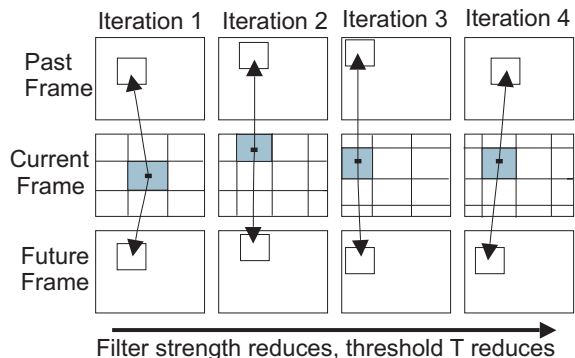 Iteration 1 Iteration 2 Iteration 3 Iteration 4
Past
Frame
Current
Frame
Future
Frame
Filter strength reduces, threshold T reduces